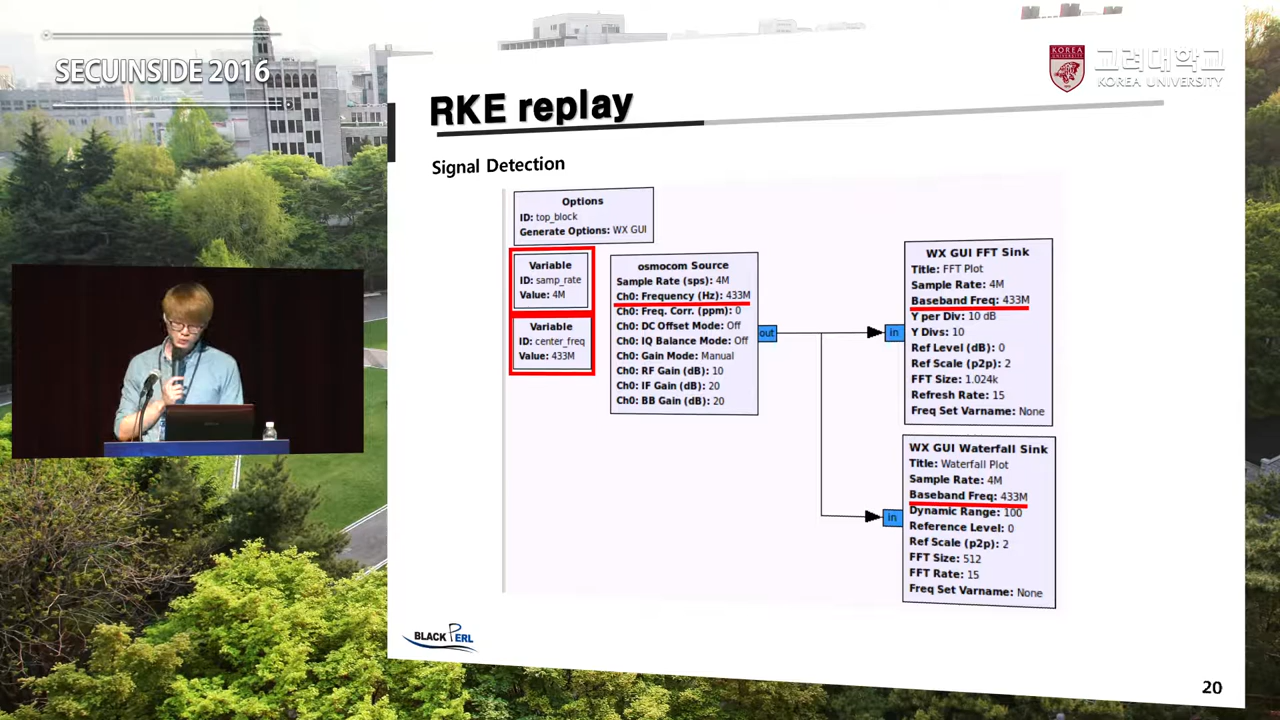 SECUINSIDE 2016
KOREA
고려대학교
KOREA UNIVERSITY
RKE replay
Signal Detection
Options
ID: top_block
Generate Options: WX GUI
Variable
ID: samp_rate
Value: 4M
Variable
ID: center_freq
Value: 433M
osmocom Source
Sample Rate (sps): 4M
Ch0: Frequency (Hz): 433M
Ch0: Freq. Corr. (ppm): 0
Ch0: DC Offset Mode: Off
Ch0: IQ Balance Mode: Off
Ch0: Gain Mode: Manual
Ch0: RF Gain (dB): 10
Ch0: IF Gain (dB): 20
Ch0: BB Gain (dB): 20
out
in
WX GUI FFT Sink
Title: FFT Plot
Sample Rate: 4M
Baseband Freq: 433M
Y per Div: 10 dB
Y Divs: 10
Ref Level (dB): 0
Ref Scale (p2p): 2
FFT Size: 1.024k
Refresh Rate: 15
Freq Set Varname: None
in
WX GUI Waterfall Sink
Title: Waterfall Plot
Sample Rate: 4M
Baseband Freq: 433M
Dynamic Range: 100
Reference Level: 0
Ref Scale (p2p): 2
FFT Size: 512
FFT Rate: 15
Freq Set Varname: None
BLACK PERL
20